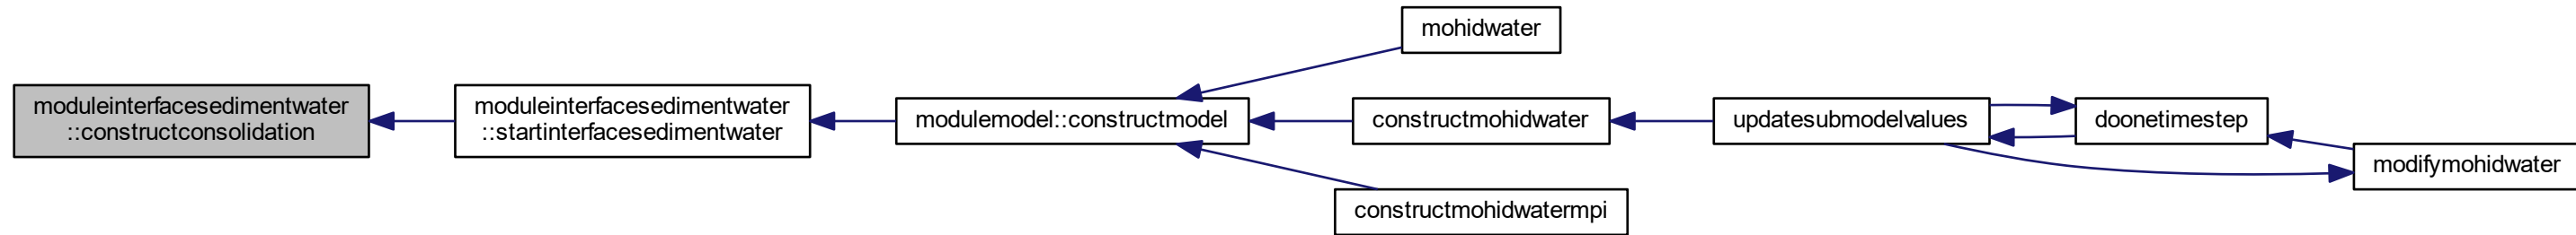 moduleinterfacesedimentwater
::constructconsolidation
moduleinterfacesedimentwater
::startinterfacesedimentwater
modulemodel::constructmodel
mohidwater
constructmohidwater
constructmohidwatermpi
updatesubmodelvalues
doonetimestep
modifymohidwater